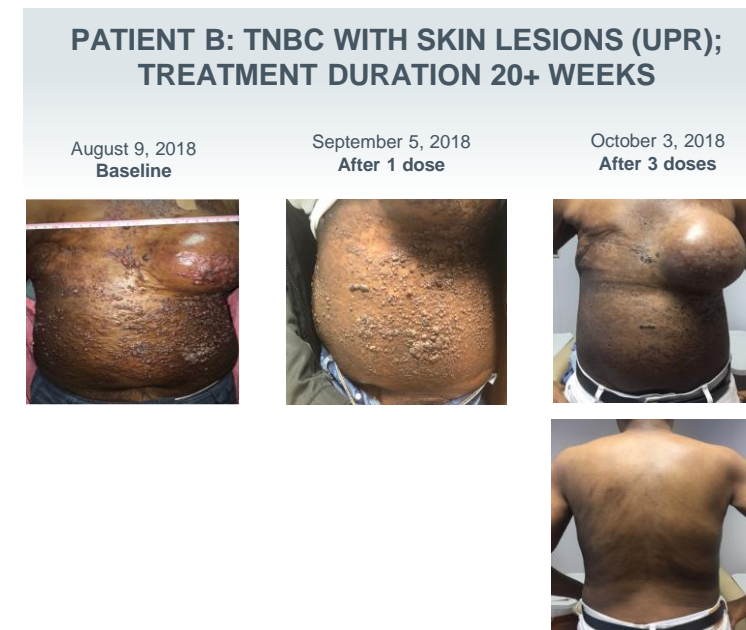 PATIENT B: TNBC WITH SKIN LESIONS (UPR);
TREATMENT DURATION 20+ WEEKS
August 9, 2018
Baseline
September 5, 2018
After 1 dose
October 3, 2018
After 3 doses